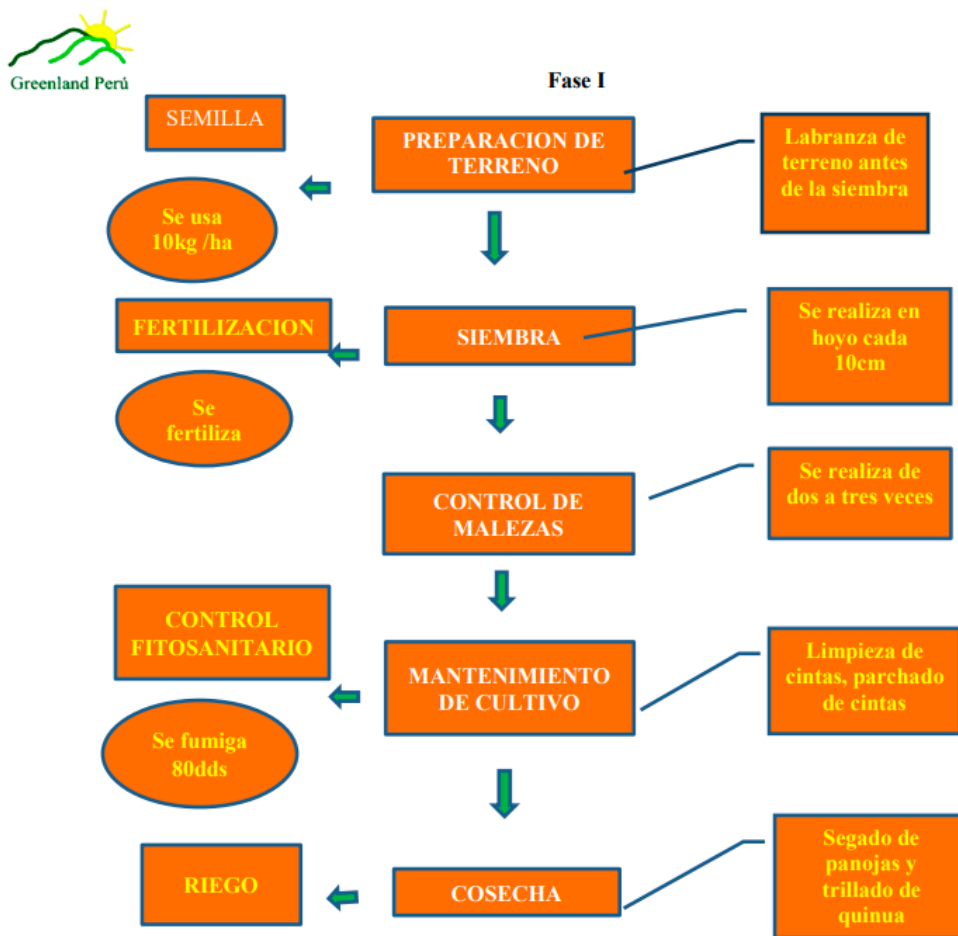 Greenland Perú
Fase I
SEMILLA
PREPARACION DE
TERRENO
Labranza de
terreno antes
de la siembra
Se usa
10kg /ha
FERTILIZACION
SIEMBRA
Se realiza en
hoyo cada
10cm
Se
fertiliza
CONTROL DE
MALEZAS
Se realiza de
dos a tres veces
CONTROL
FITOSANITARIO
MANTENIMIENTO
DE CULTIVO
Limpieza de
cintas, parchado
de cintas
Se fumiga
80dds
RIEGO
COSECHA
Segado de
panojas y
trillado de
quinua